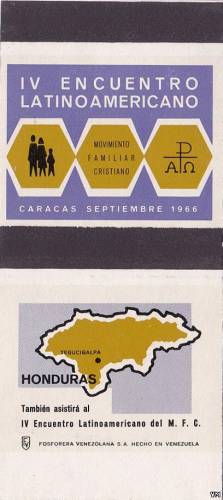 IV ENCUENTRO
LATINOAMERICANO
MOVIMIENTO
FAMILIAR
CRISTIANO
P
Α Ω
CARACAS SEPTIEMBRE 1966
TEGUCIGALPA
HONDURAS
También asistirá al
IV Encuentro Latinoamericano del M. F. C.
FOSFORERA VENEZOLANA S. A. HECHO EN VENEZUELA